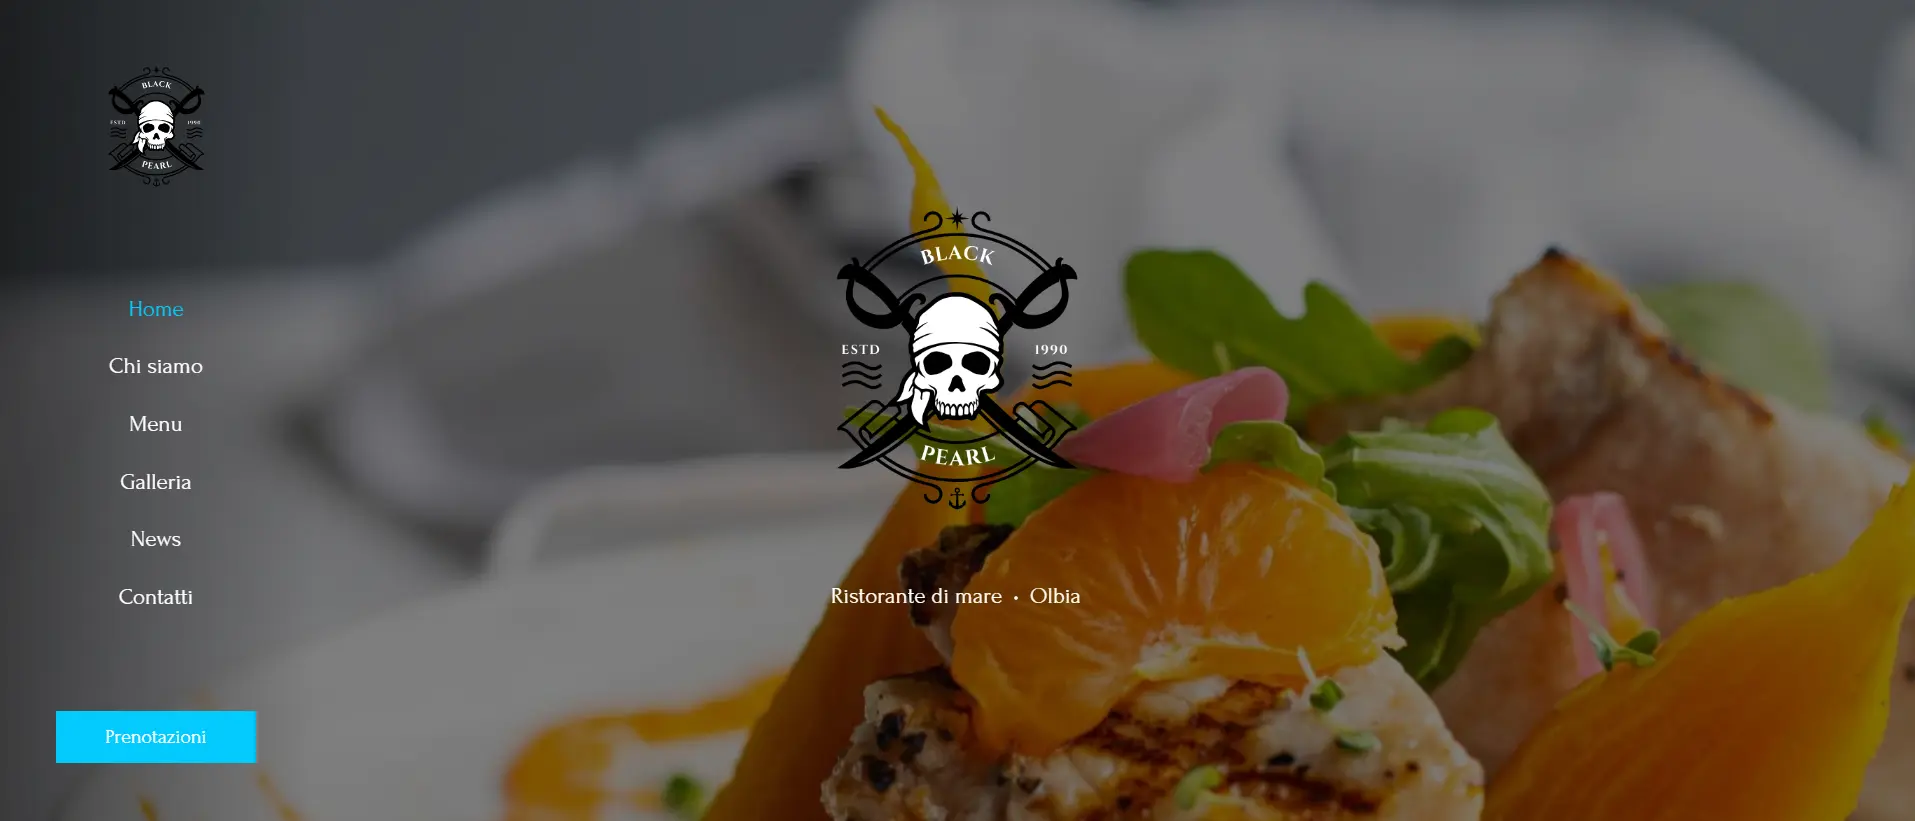 BLACK
ESTD 1990
PEARL
Home
Chi siamo
Menu
Galleria
News
Contatti
Prenotazioni
BLACK
ESTD 1990
PEARL
Ristorante di mare • Olbia